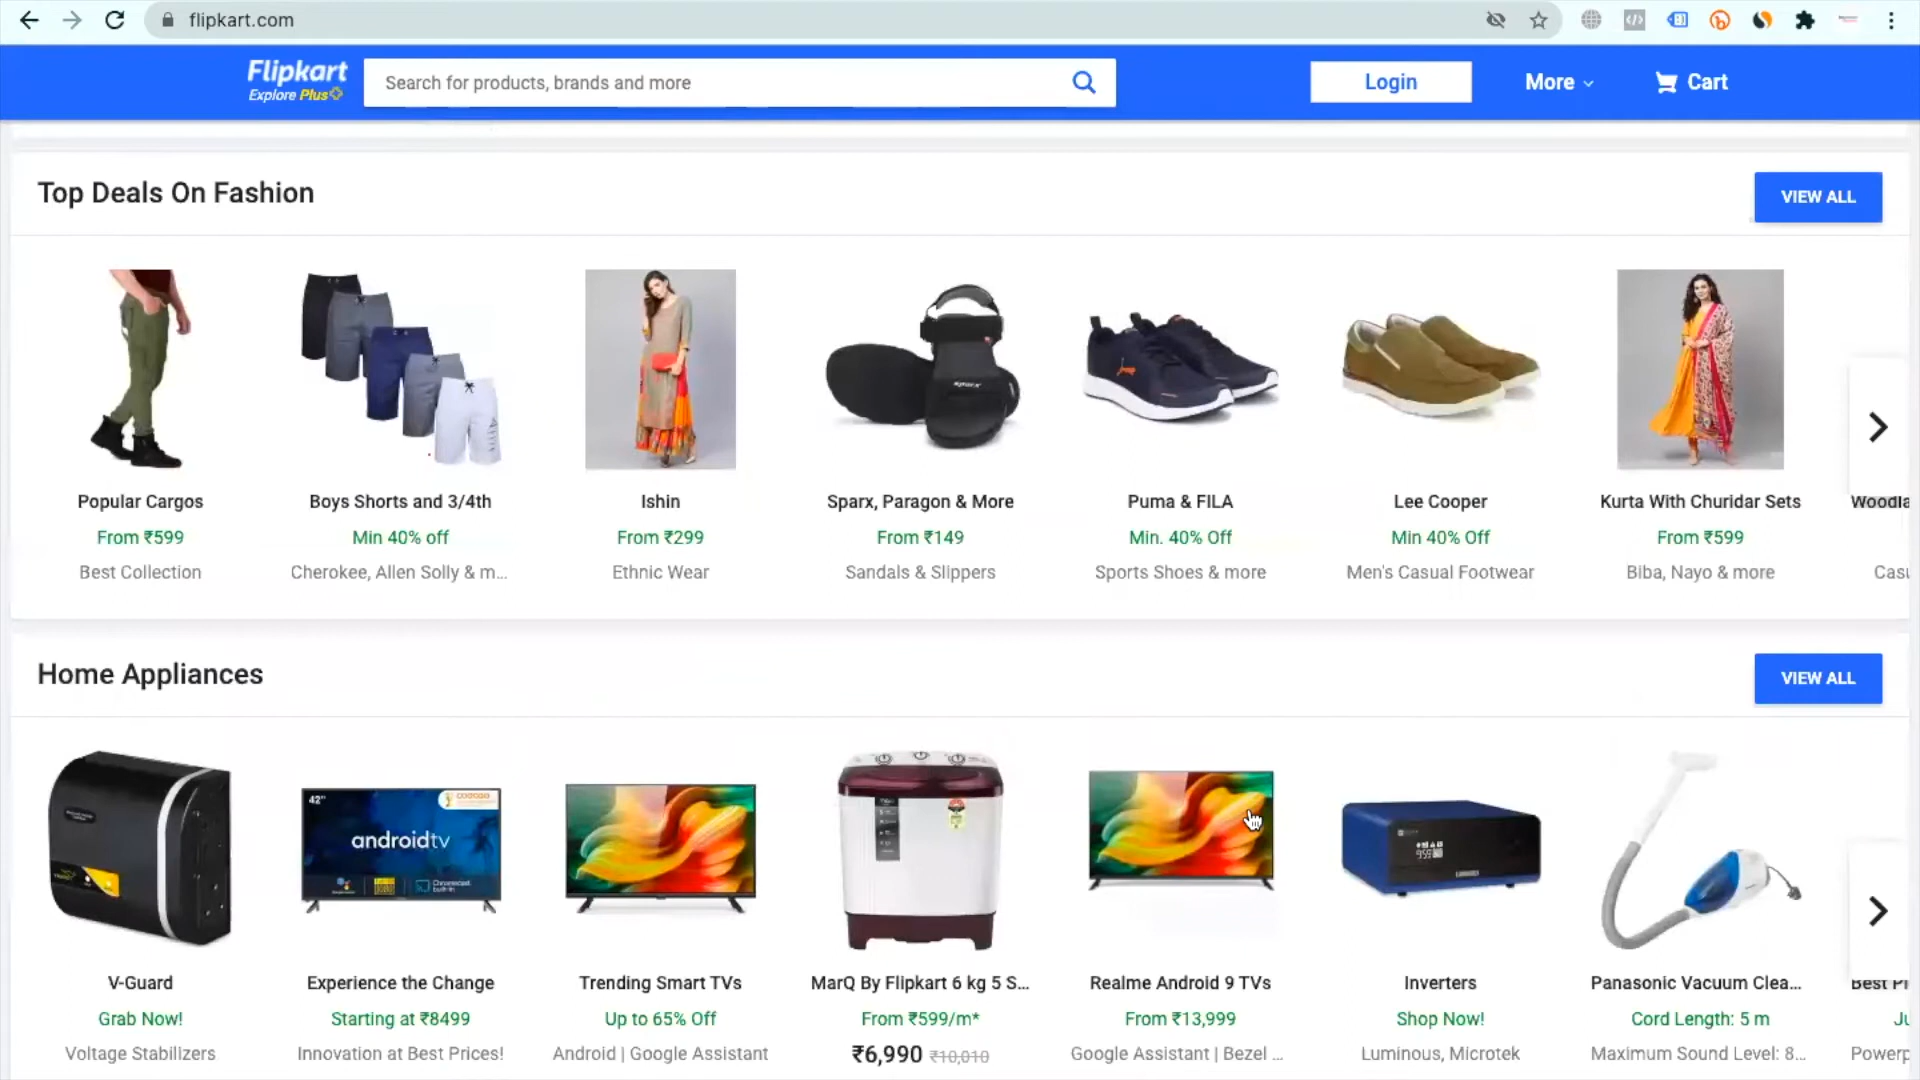 flipkart.com
Flipkart
Explore Plus
Search for products, brands and more
Login
More
Cart
Top Deals On Fashion
VIEW ALL
sparx
Popular Cargos
Boys Shorts and 3/4th
Ishin
Sparx, Paragon & More
Puma & FILA
Lee Cooper
Kurta With Churidar Sets
From ₹599
Min 40% off
From ₹299
From ₹149
Min. 40% Off
Min 40% Off
From ₹599
Best Collection
Cherokee, Allen Solly & m...
Ethnic Wear
Sandals & Slippers
Sports Shoes & more
Men's Casual Footwear
Biba, Nayo & more
Home Appliances
VIEW ALL
42"
androidtv
V-Guard
Experience the Change
Trending Smart TVs
MarQ By Flipkart 6 kg 5 S...
Realme Android 9 TVs
Inverters
Panasonic Vacuum Clea...
Grab Now!
Starting at ₹8499
Up to 65% Off
From ₹599/m*
From ₹13,999
Shop Now!
Cord Length: 5 m
Voltage Stabilizers
Innovation at Best Prices!
Android | Google Assistant
₹6,990 ₹10,010
Google Assistant | Bezel ...
Luminous, Microtek
Maximum Sound Level: 8...